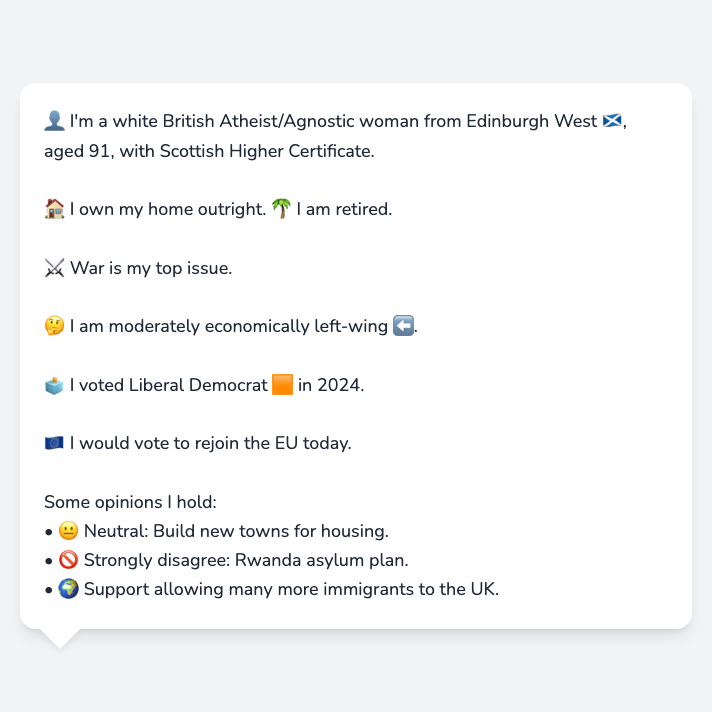 👤 I'm a white British Atheist/Agnostic woman from Edinburgh West 🏴󠁧󠁢󠁳󠁣󠁴󠁿,
aged 91, with Scottish Higher Certificate.
🏠 I own my home outright. 🌴 I am retired.
⚔️ War is my top issue.
🤔 I am moderately economically left-wing ⬅️.
🗳️ I voted Liberal Democrat 🟧 in 2024.
🇪🇺 I would vote to rejoin the EU today.
Some opinions I hold:
• 😐 Neutral: Build new towns for housing.
• 🚫 Strongly disagree: Rwanda asylum plan.
• 🌍 Support allowing many more immigrants to the UK.